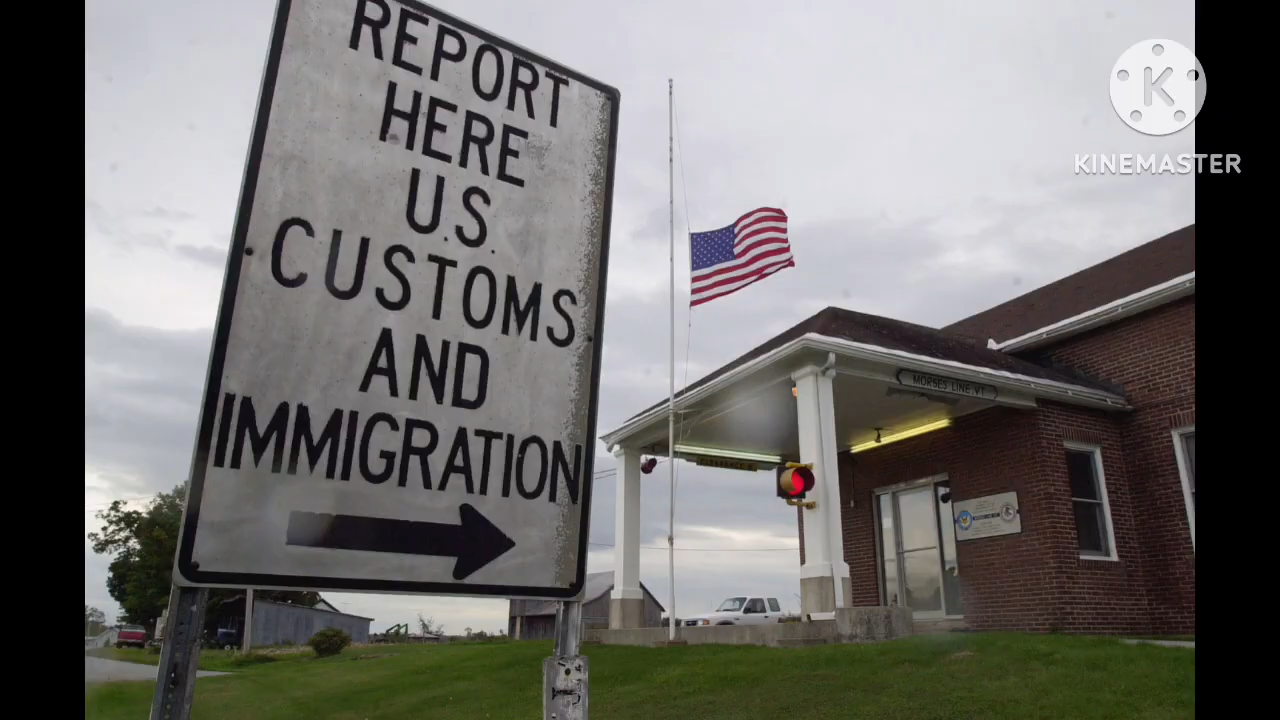 REPORT
HERE
U.S.
CUSTOMS
AND
IMMIGRATION
K
KINEMASTER
MORSES LINE VT.